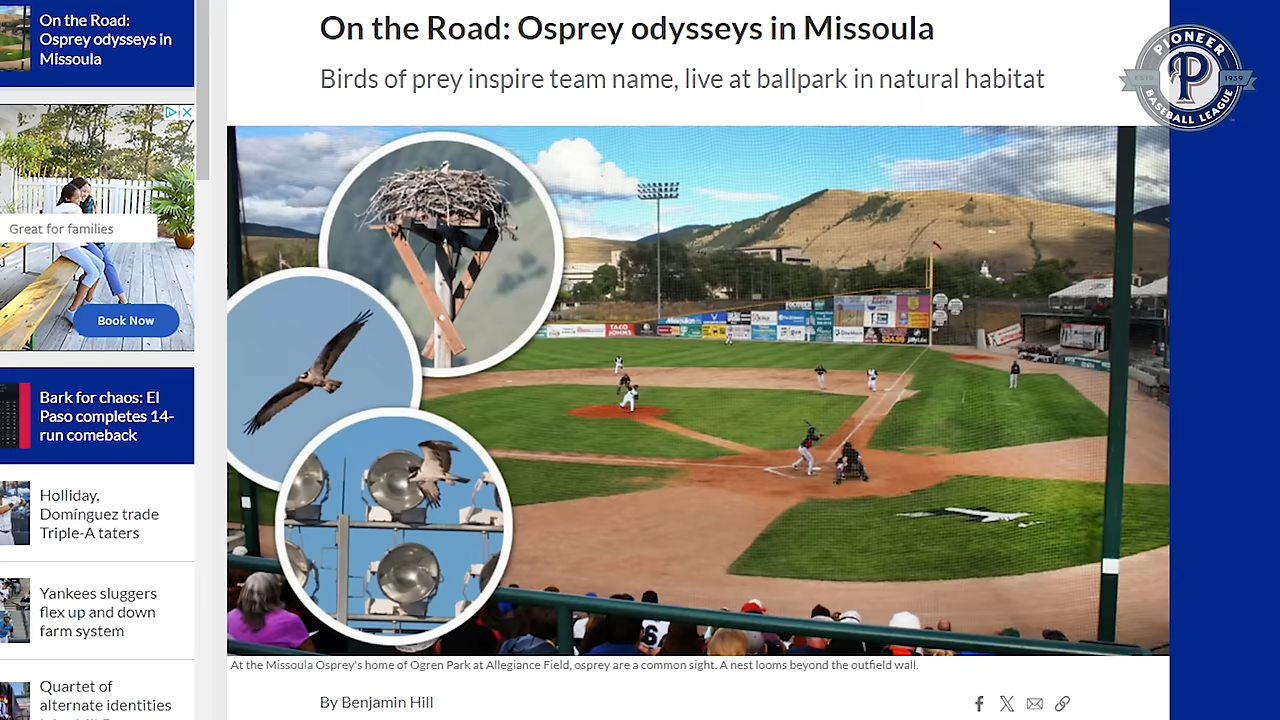 On the Road:
Osprey odysseys in
Missoula
Great for families
Book Now
Bark for chaos: El
Paso completes 14-
run comeback
Holliday,
Domínguez trade
Triple-A taters
Yankees sluggers
flex up and down
farm system
Quartet of
alternate identities
On the Road: Osprey odysseys in Missoula
Birds of prey inspire team name, live at ballpark in natural habitat
PIONEER
ESTD P 1939
BASEBALL LEAGUE
TACO
JOHN'S
6
At the Missoula Osprey's home of Ogren Park at Allegiance Field, osprey are a common sight. A nest looms beyond the outfield wall.
By Benjamin Hill